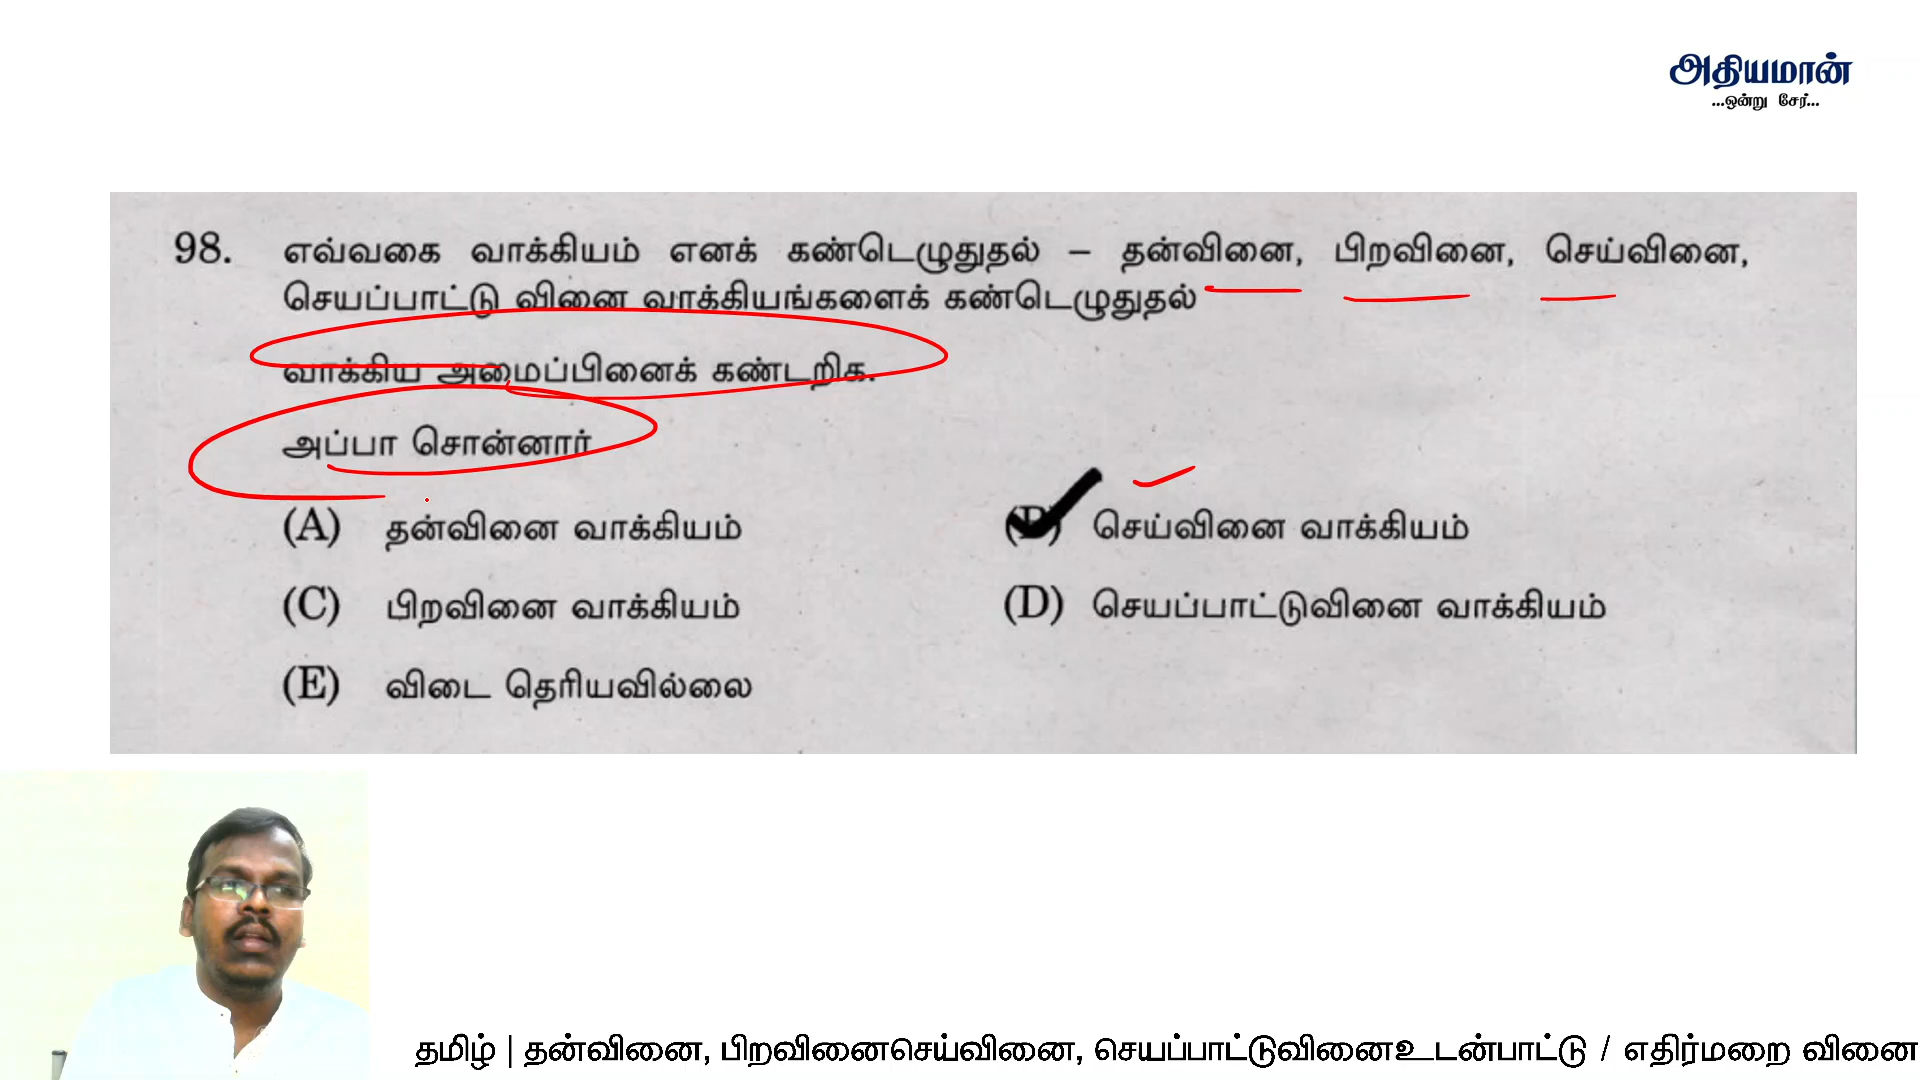 அதியமான்
...ஒன்று சேர்...
98. எவ்வகை வாக்கியம் எனக் கண்டெழுதுதல் – தன்வினை, பிறவினை, செய்வினை,
செயப்பாட்டு வினை வாக்கியங்களைக் கண்டெழுதுதல்
வாக்கிய அமைப்பினைக் கண்டறிக.
அப்பா சொன்னார்
(A) தன்வினை வாக்கியம்
(B) செய்வினை வாக்கியம்
(C) பிறவினை வாக்கியம்
(D) செயப்பாட்டுவினை வாக்கியம்
(E) விடை தெரியவில்லை
தமிழ் | தன்வினை, பிறவினைசெய்வினை, செயப்பாட்டுவினைஉடன்பாட்டு / எதிர்மறை வினை